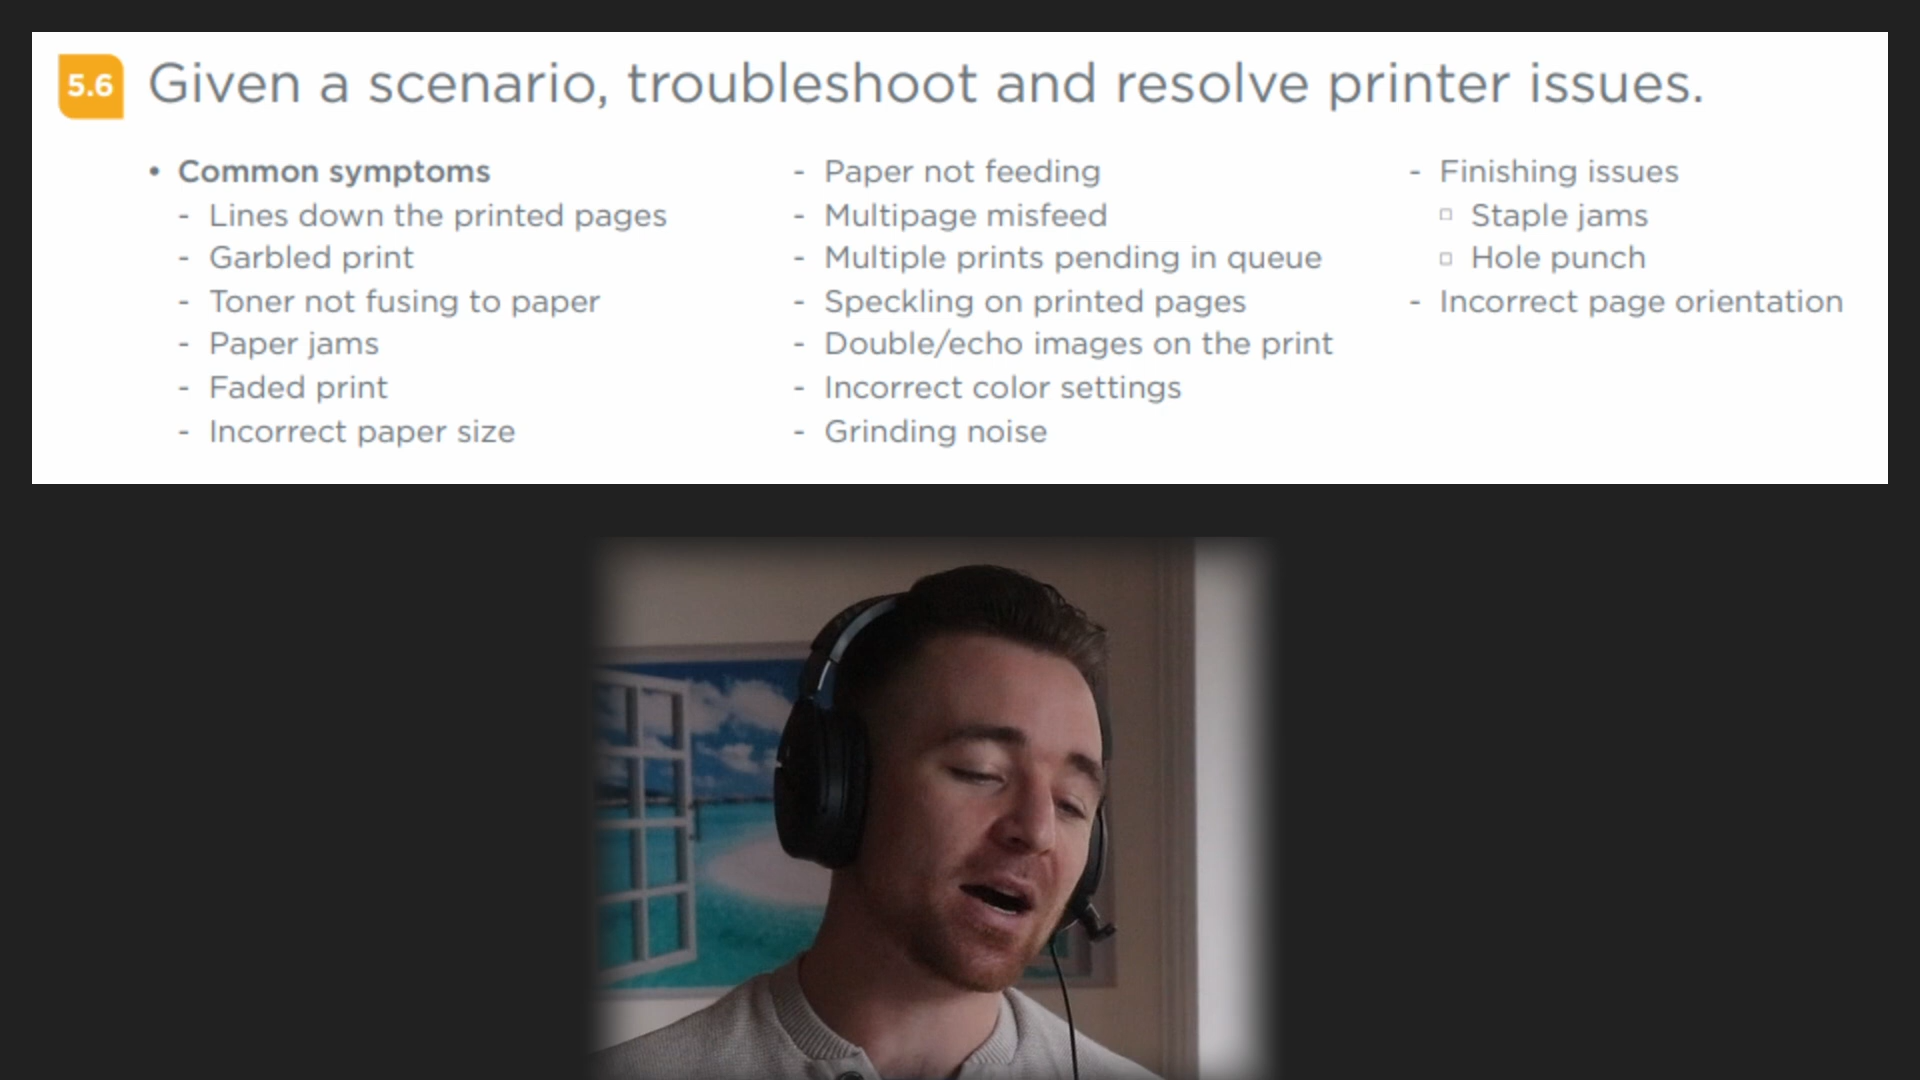 5.6 Given a scenario, troubleshoot and resolve printer issues.
• Common symptoms
- Lines down the printed pages
- Garbled print
- Toner not fusing to paper
- Paper jams
- Faded print
- Incorrect paper size
- Paper not feeding
- Multipage misfeed
- Multiple prints pending in queue
- Speckling on printed pages
- Double/echo images on the print
- Incorrect color settings
- Grinding noise
- Finishing issues
▫ Staple jams
▫ Hole punch
- Incorrect page orientation